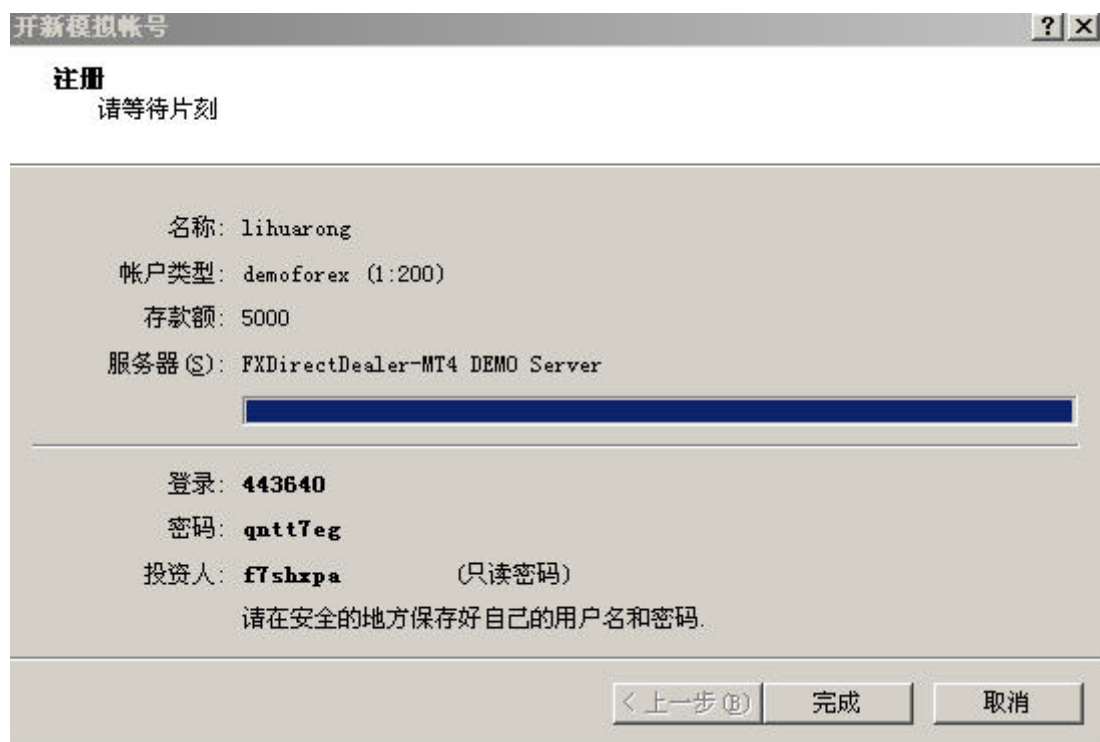 开新模拟帐号
注册
请等待片刻
名称: lihuarong
帐户类型: demoforex (1:200)
存款额: 5000
服务器(S): FXDirectDealer-MT4 DEMO Server
登录: 443640
密码: qntt7eg
投资人: f7shxpa (只读密码)
请在安全的地方保存好自己的用户名和密码.
< 上一步(B) 完成 取消